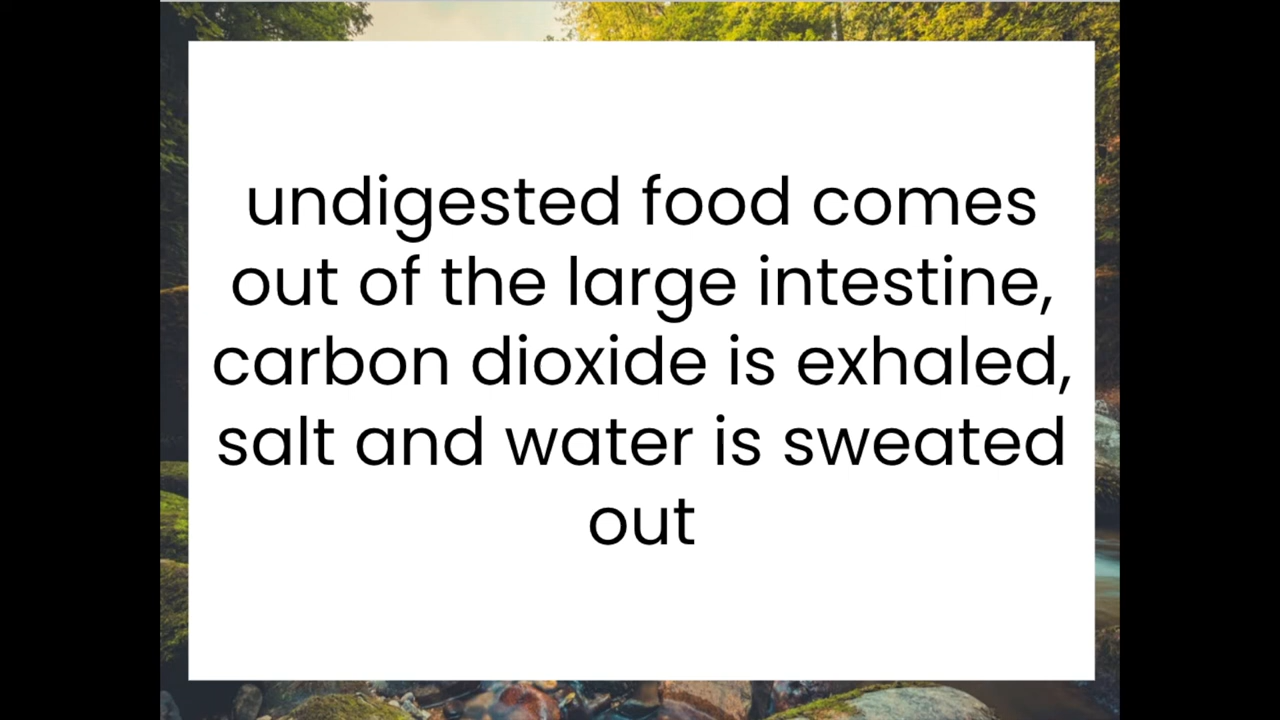 undigested food comes
out of the large intestine,
carbon dioxide is exhaled,
salt and water is sweated
out